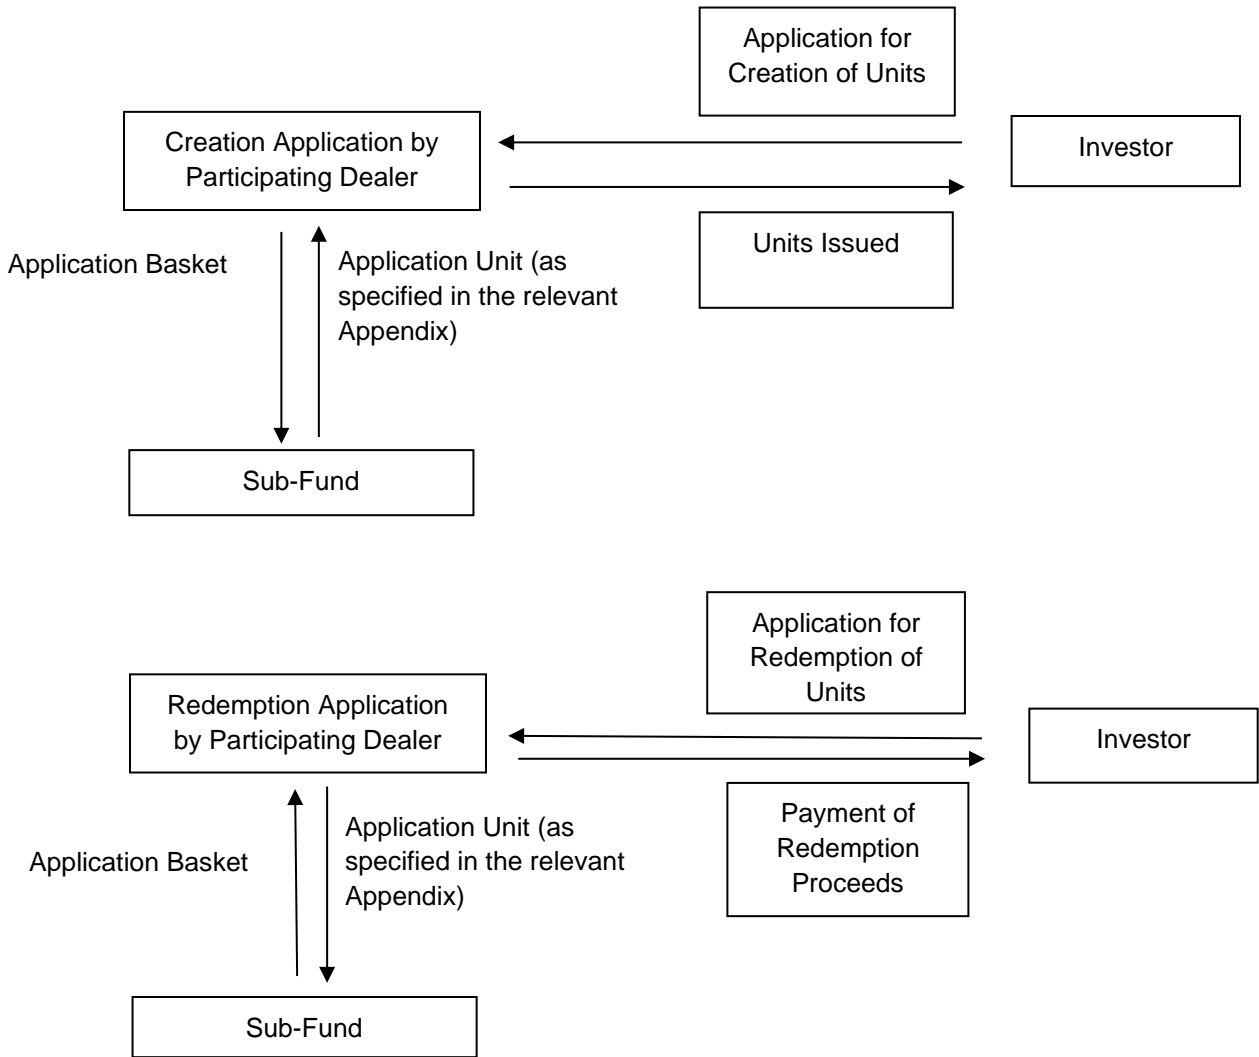 Application for
Creation of Units
Creation Application by
Participating Dealer
Investor
Units Issued
Application Basket
Application Unit (as
specified in the relevant
Appendix)
Sub-Fund
Application for
Redemption of
Units
Redemption Application
by Participating Dealer
Investor
Payment of
Redemption
Proceeds
Application Basket
Application Unit (as
specified in the relevant
Appendix)
Sub-Fund